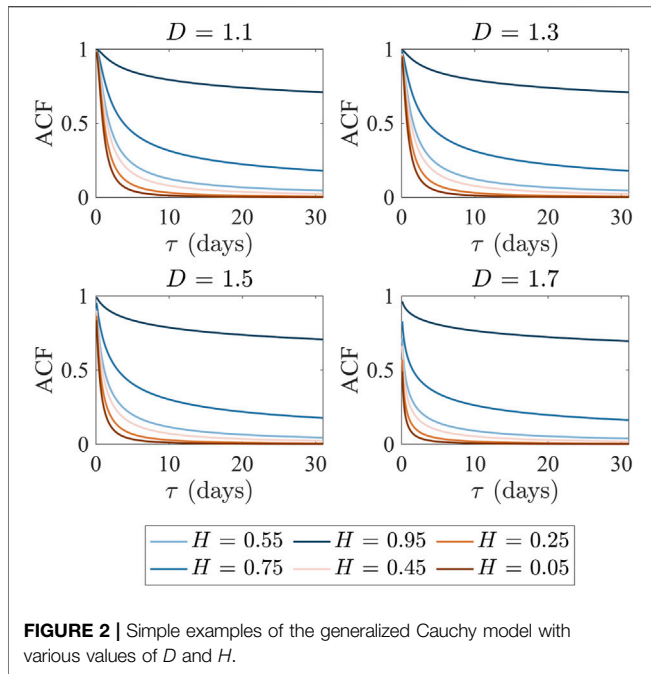 D = 1.1
1
0.5
0
ACF
0 10 20 30
τ (days)
D = 1.3
1
0.5
0
ACF
0 10 20 30
τ (days)
D = 1.5
1
0.5
0
ACF
0 10 20 30
τ (days)
D = 1.7
1
0.5
0
ACF
0 10 20 30
τ (days)
H = 0.55 H = 0.95 H = 0.25
H = 0.75 H = 0.45 H = 0.05
FIGURE 2 | Simple examples of the generalized Cauchy model with
various values of D and H.